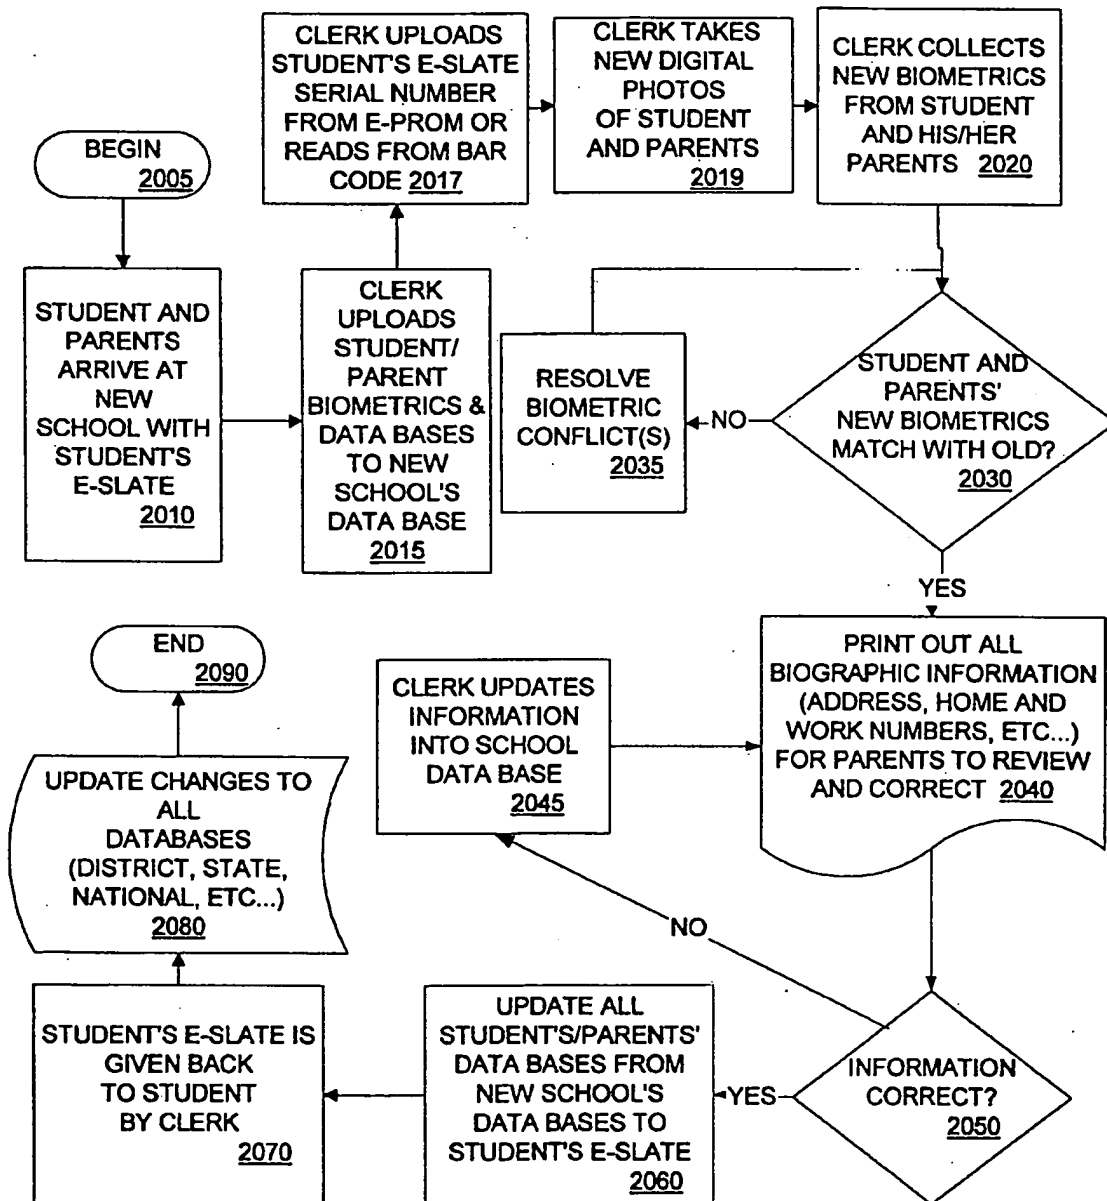 BEGIN
2005
STUDENT AND
PARENTS
ARRIVE AT
NEW
SCHOOL WITH
STUDENT'S
E-SLATE
2010
CLERK
UPLOADS
STUDENT/
PARENT
BIOMETRICS &
DATA BASES
TO NEW
SCHOOL'S
DATA BASE
2015
CLERK UPLOADS
STUDENT'S E-SLATE
SERIAL NUMBER
FROM E-PROM OR
READS FROM BAR
CODE 2017
CLERK TAKES
NEW DIGITAL
PHOTOS
OF STUDENT
AND PARENTS
2019
CLERK COLLECTS
NEW BIOMETRICS
FROM STUDENT
AND HIS/HER
PARENTS 2020
STUDENT AND
PARENTS'
NEW BIOMETRICS
MATCH WITH OLD?
2030
NO
RESOLVE
BIOMETRIC
CONFLICT(S)
2035
YES
PRINT OUT ALL
BIOGRAPHIC INFORMATION
(ADDRESS, HOME AND
WORK NUMBERS, ETC...)
FOR PARENTS TO REVIEW
AND CORRECT 2040
CLERK UPDATES
INFORMATION
INTO SCHOOL
DATA BASE
2045
NO
INFORMATION
CORRECT?
2050
YES
UPDATE ALL
STUDENT'S/PARENTS'
DATA BASES FROM
NEW SCHOOL'S
DATA BASES TO
STUDENT'S E-SLATE
2060
STUDENT'S E-SLATE IS
GIVEN BACK
TO STUDENT
BY CLERK
2070
UPDATE CHANGES TO
ALL
DATABASES
(DISTRICT, STATE,
NATIONAL, ETC...)
2080
END
2090